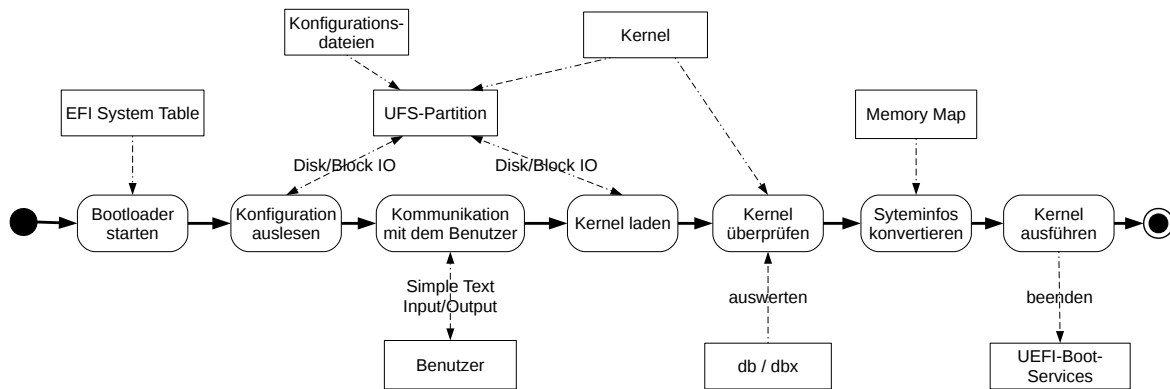 Konfigurations-
dateien
Kernel
EFI System Table
UFS-Partition
Memory Map
Disk/Block IO
Disk/Block IO
Bootloader
starten
Konfiguration
auslesen
Kommunikation
mit dem Benutzer
Kernel laden
Kernel
überprüfen
Syteminfos
konvertieren
Kernel
ausführen
Simple Text
Input/Output
auswerten
beenden
Benutzer
db / dbx
UEFI-Boot-
Services